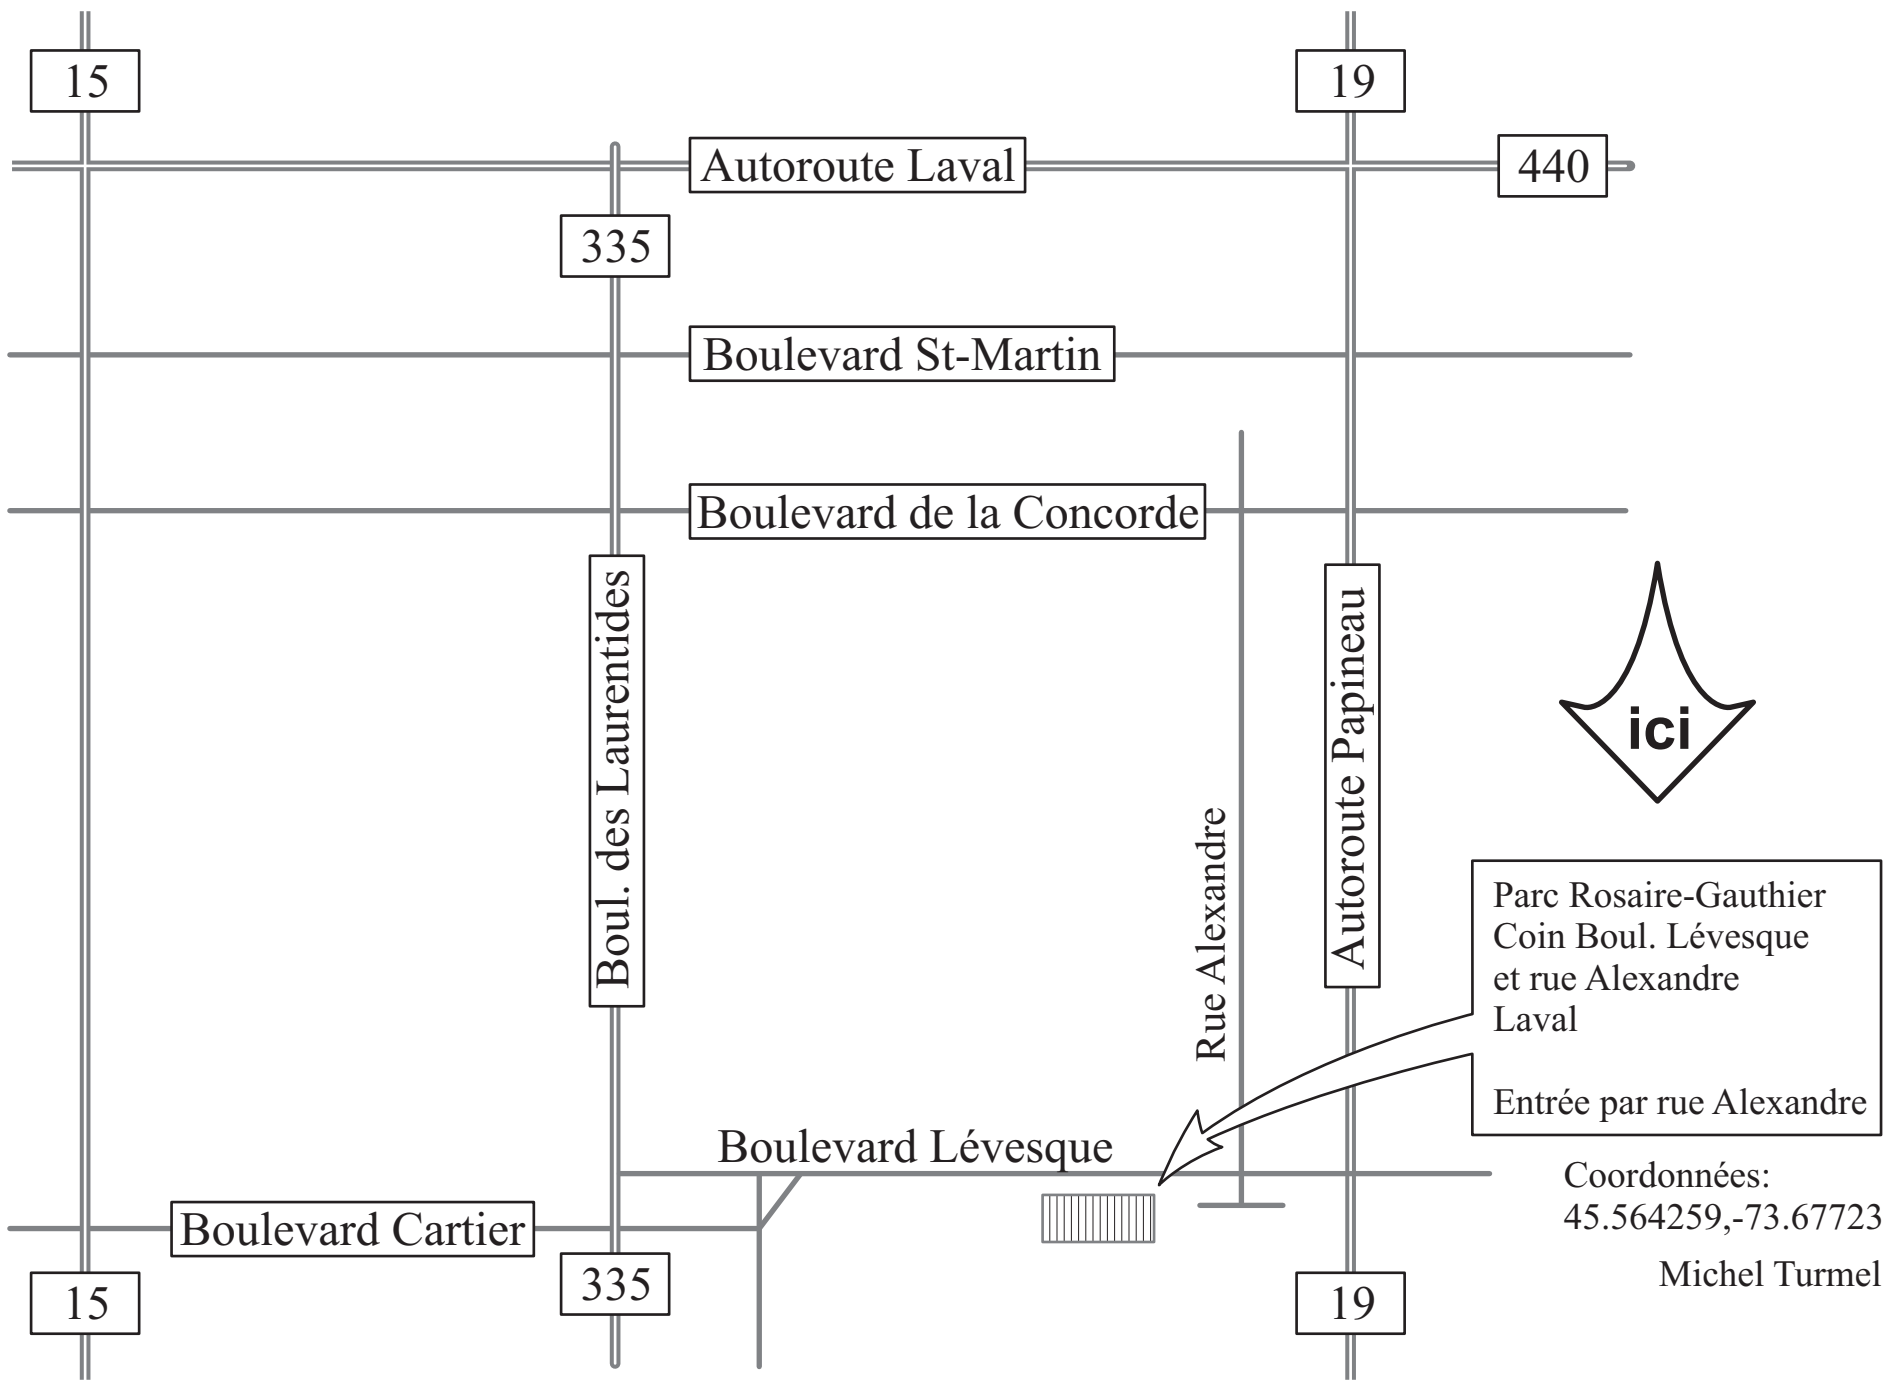 15
19
Autoroute Laval
440
335
Boulevard St-Martin
Boulevard de la Concorde
Boul. des Laurentides
Autoroute Papineau
ici
Rue Alexandre
Parc Rosaire-Gauthier
Coin Boul. Lévesque
et rue Alexandre
Laval
Entrée par rue Alexandre
Boulevard Lévesque
Coordonnées:
45.564259,-73.67723
Boulevard Cartier
Michel Turmel
15
335
19